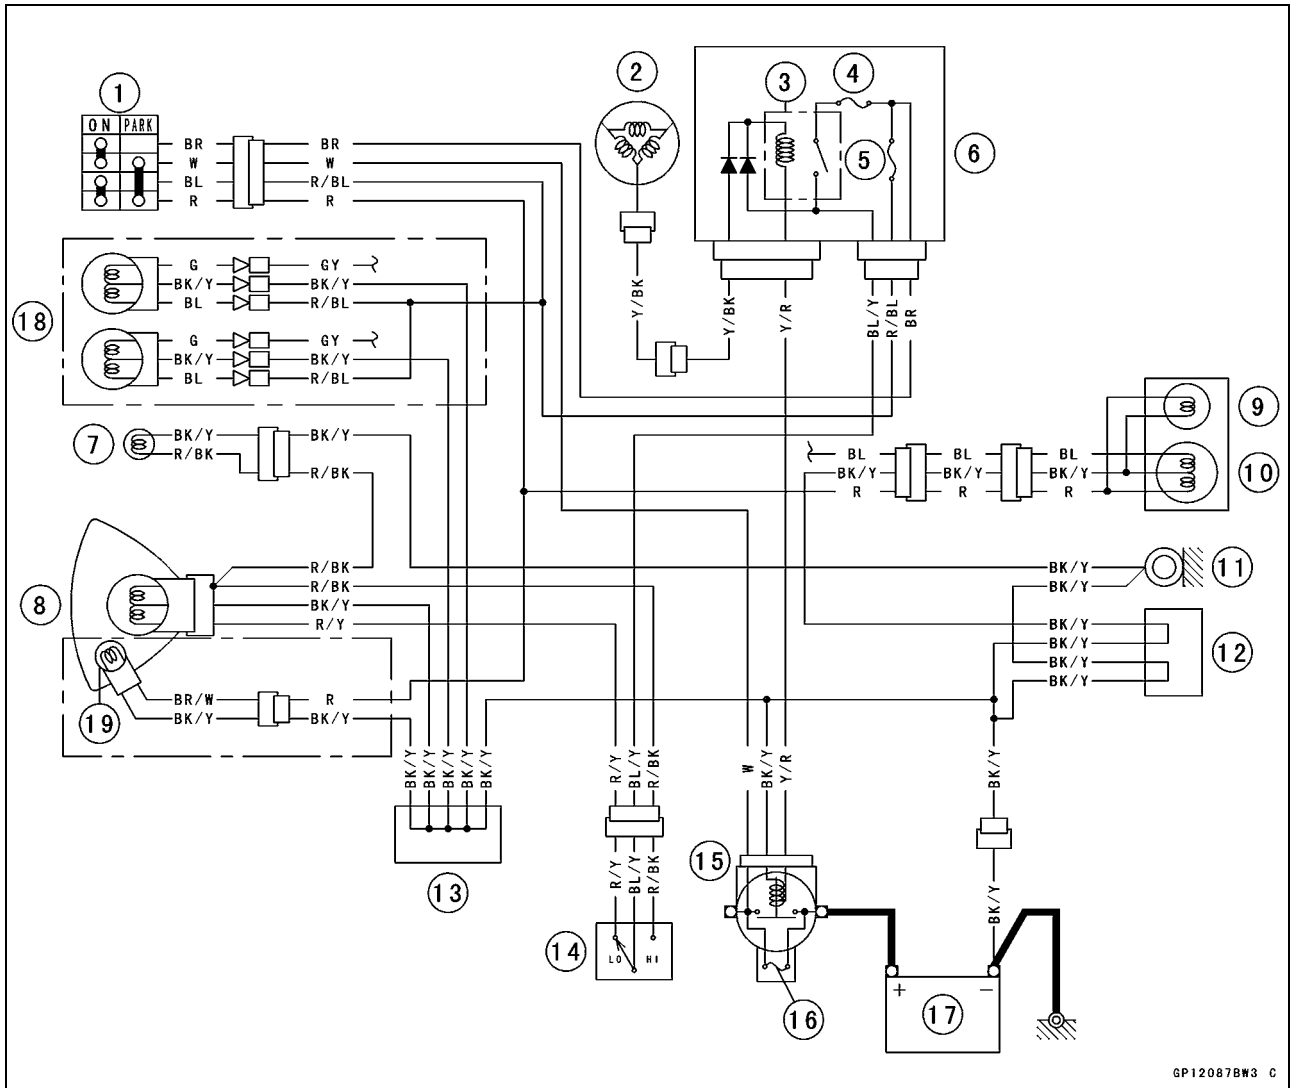 1
2
3
4
5
6
ON PARK
BR BR
W W
BL R/BL
R R
G GY
BK/Y BK/Y
BL R/BL
G GY
BK/Y BK/Y
BL R/BL
18
Y/BK
Y/BK
Y/R
BL/Y
R/BL
BR
7
BK/Y BK/Y
R/BK
R/BK
9
BL BL BL
BK/Y BK/Y BK/Y
R R R
10
8
R/BK
R/BK
BK/Y
R/Y
BK/Y
BK/Y
11
BK/Y
BK/Y
BK/Y
BK/Y
12
BR/W R
BK/Y BK/Y
19
BK/Y
BK/Y
BK/Y
BK/Y
BK/Y
R/Y
BL/Y
R/BK
W
BK/Y
Y/R
BK/Y
13
R/Y
BL/Y
R/BK
15
BK/Y
14
LO HI
16
+ −
17
GP12087BW3 C